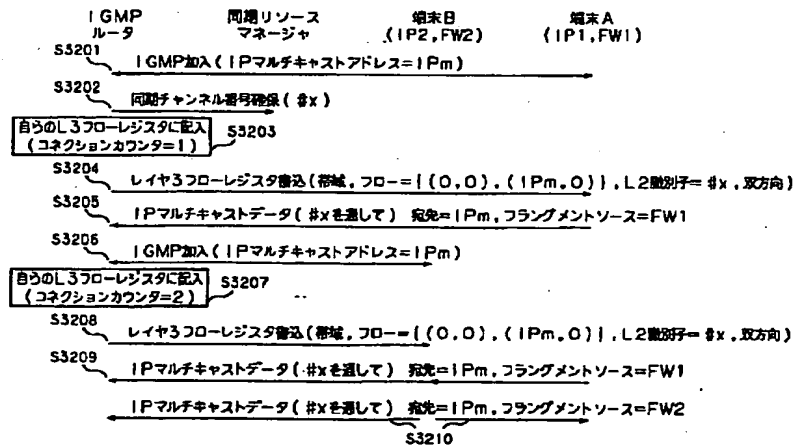 IGMP
ルータ
同期リソース
マネージャ
端末B
(IP2,FW2)
端末A
(IP1,FW1)
S3201
IGMP加入(IPマルチキャストアドレス=IPm)
S3202
同期チャンネル番号確保(#x)
自らのL3フローレジスタに記入
(コネクションカウンタ=1)
S3203
S3204
レイヤ3フローレジスタ書込(帯域,フロー={(0,0),(IPm,0)},L2識別子=#x,双方向)
S3205
IPマルチキャストデータ(#xを通して) 宛先=IPm,フラングメントソース=FW1
S3206
IGMP加入(IPマルチキャストアドレス=IPm)
自らのL3フローレジスタに記入
(コネクションカウンタ=2)
S3207
S3208
レイヤ3フローレジスタ書込(帯域,フロー={(0,0),(IPm,0)},L2識別子=#x,双方向)
S3209
IPマルチキャストデータ(#xを通して) 宛先=IPm,フラングメントソース=FW1
IPマルチキャストデータ(#xを通して) 宛先=IPm,フラングメントソース=FW2
S3210